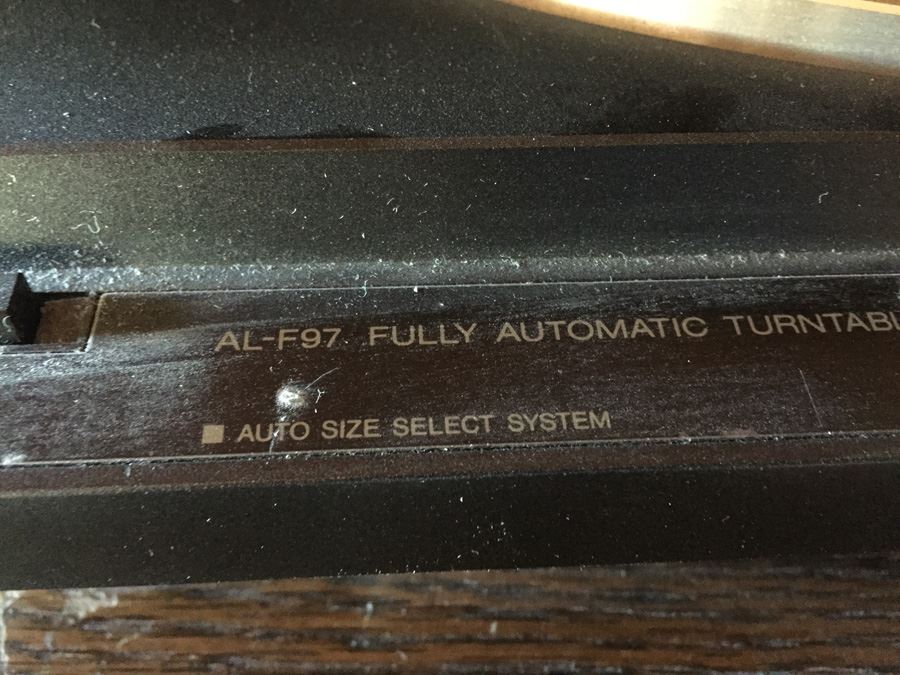 AL-F97 FULLY AUTOMATIC TURNTABL
AUTO SIZE SELECT SYSTEM